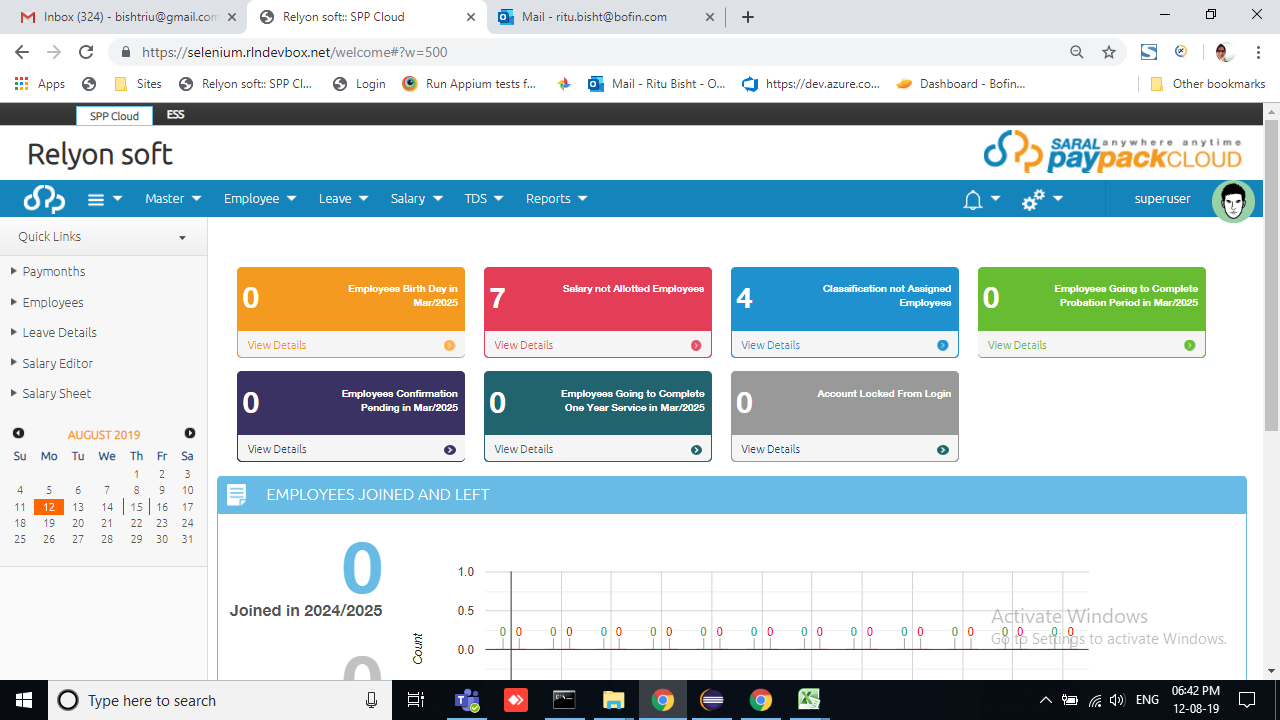 Inbox (324) - bishtriu@gmail.com
Relyon soft:: SPP Cloud
Mail - ritu.bisht@bofin.com
https://selenium.rlndevbox.net/welcome#?w=500
Apps
Sites
Relyon soft:: SPP Cl...
Login
Run Appium tests f...
Mail - Ritu Bisht - O...
https://dev.azure.co...
Dashboard - Bofin...
Other bookmarks
SPP Cloud
ESS
Relyon soft
SARAL anywhere anytime
paypackCLOUD
Master
Employee
Leave
Salary
TDS
Reports
superuser
Quick Links
Paymonths
Employees
Leave Details
Salary Editor
Salary Sheet
AUGUST 2019
Su Mo Tu We Th Fr Sa
1 2 3
4 5 6 7 8 9 10
11 12 13 14 15 16 17
18 19 20 21 22 23 24
25 26 27 28 29 30 31
0
Employees Birth Day in
Mar/2025
View Details
7
Salary not Allotted Employees
View Details
4
Classification not Assigned
Employees
View Details
0
Employees Going to Complete
Probation Period in Mar/2025
View Details
0
Employees Confirmation
Pending in Mar/2025
View Details
0
Employees Going to Complete
One Year Service in Mar/2025
View Details
0
Account Locked From Login
View Details
EMPLOYEES JOINED AND LEFT
0
Joined in 2024/2025
0
Count
1.0
0.5
0.0
0 0 0 0 0 0 0 0 0 0 0 0 0 0 0 0 0 0 0 0 0 0 0 0
Activate Windows
Go to Settings to activate Windows.
Type here to search
ENG
06:42 PM
12-08-19